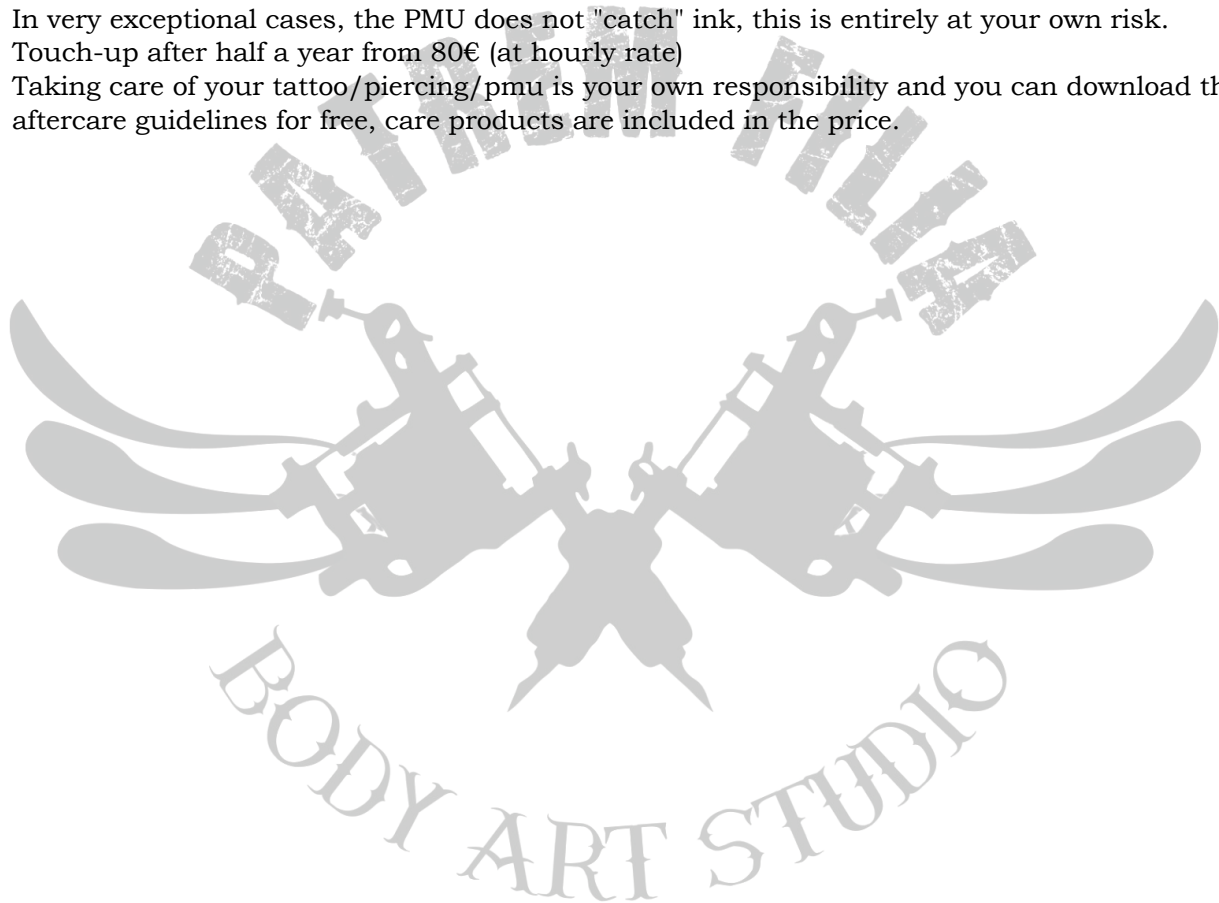 In very exceptional cases, the PMU does not "catch" ink, this is entirely at your own risk.
Touch-up after half a year from 80€ (at hourly rate)
Taking care of your tattoo/piercing/pmu is your own responsibility and you can download th
aftercare guidelines for free, care products are included in the price.
PATREM FILIA
BODY ART STUDIO